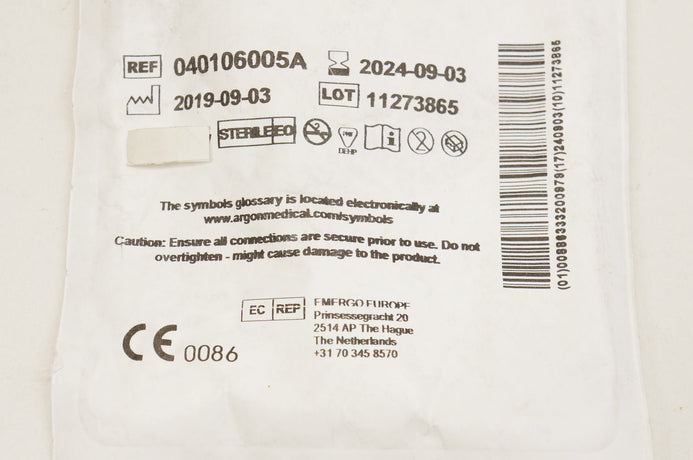 REF 040106005A 2024-09-03
2019-09-03 LOT 11273865
STERILE EO
DEHP
The symbols glossary is located electronically at
www.argonmedical.com/symbols
Caution: Ensure all connections are secure prior to use. Do not
overtighten - might cause damage to the product.
EC REP EMERGO EUROPE
Prinsessegracht 20
2514 AP The Hague
The Netherlands
+31 70 345 8570
CE 0086
(01)00886333200979(17)240903(10)11273865